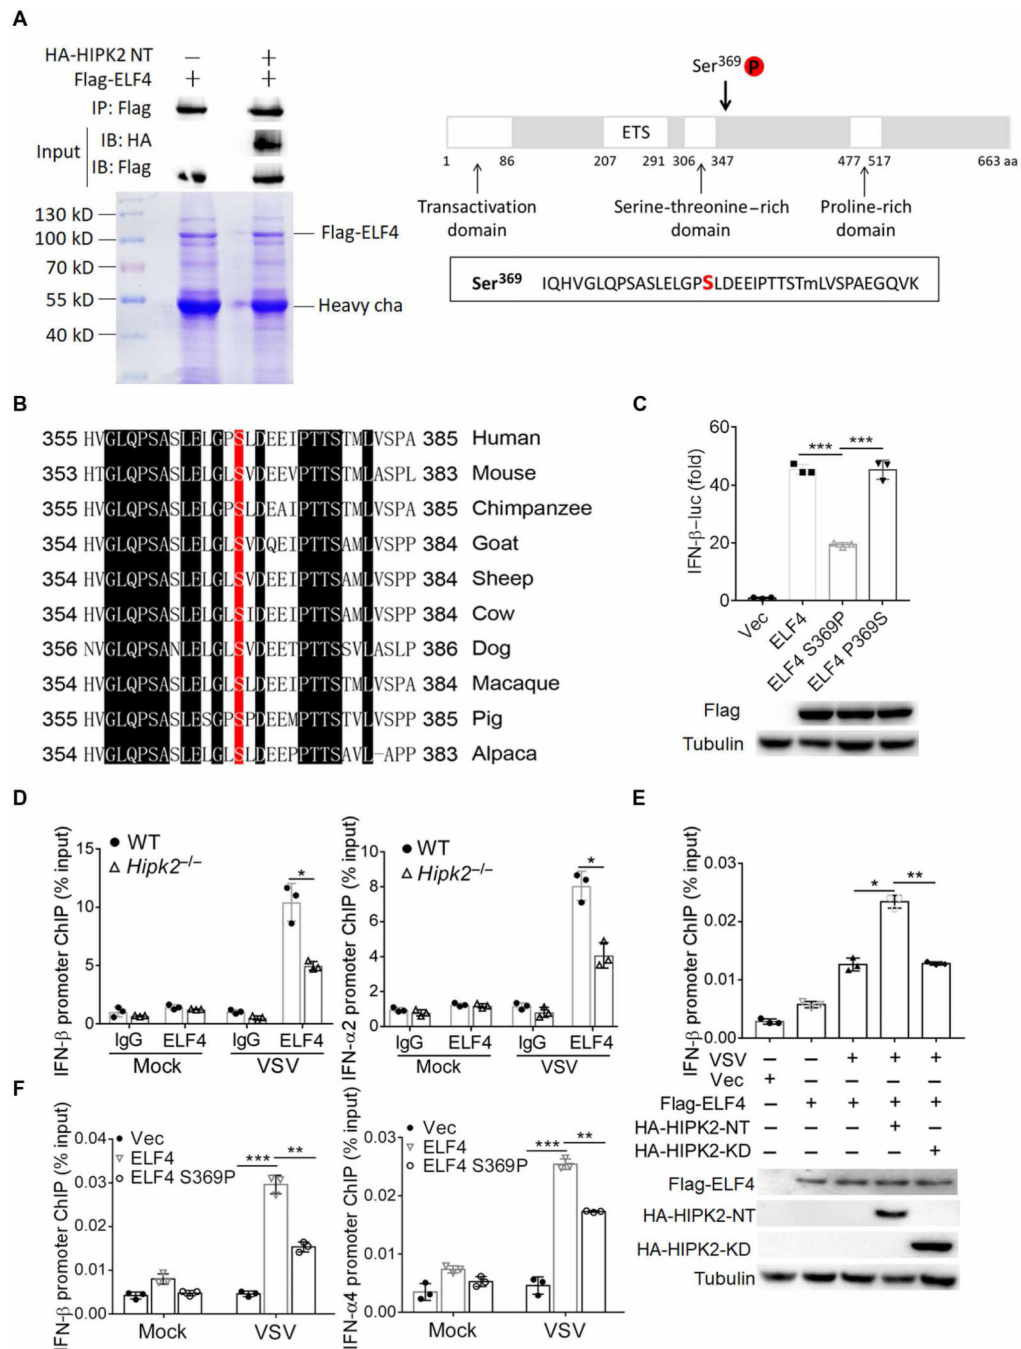 A
HA-HIPK2 NT − +
Flag-ELF4 + +
IP: Flag
Input
IB: HA
IB: Flag
130 kD
100 kD
70 kD
55 kD
40 kD
Flag-ELF4
Heavy cha
Ser369 P
ETS
1 86 207 291 306 347 477 517 663 aa
Transactivation domain
Serine-threonine–rich domain
Proline-rich domain
Ser369 IQHVGLQPSASLELGPSLDEEIPTTSTmLVSPAEGQVK
B
355 HVGLQPSASLELGPSLDEEIPTTSTMLVSPA 385 Human
353 HTGLQPSASLELGLSVDEEVPTTSTMLASPL 383 Mouse
355 HVGLQPSASLELGPSLDEAIPTTSTMLVSPA 385 Chimpanzee
354 HVGLQPSASLELGLSVDQEIPTTSAMLVSPP 384 Goat
354 HVGLQPSASLELGLSVDEEIPTTSAMLVSPP 384 Sheep
354 HVGLQPSASLELGLSIDEEIPTTSAMLVSPP 384 Cow
356 NVGLQPSANLELGLSVDEETPTTSSVLASLP 386 Dog
354 HVGLQPSASLELGLSLDEEIPTTSTMLVSPA 384 Macaque
355 HVGLQPSASLESGPSPDEEMPTTSTVLVSPP 385 Pig
354 HVGLQPSASLELGLSLDEEPPTTSAVL-APP 383 Alpaca
C
IFN-β–luc (fold)
60
40
20
0
*** ***
Vec
ELF4
ELF4 S369P
ELF4 P369S
Flag
Tubulin
D
IFN-β promoter ChIP (% input)
15
10
5
0
WT
Hipk2−/−
*
IgG ELF4 IgG ELF4
Mock VSV
IFN-α2 promoter ChIP (% input)
10
8
6
4
2
0
WT
Hipk2−/−
*
IgG ELF4 IgG ELF4
Mock VSV
E
IFN-β promoter ChIP (% input)
0.03
0.02
0.01
0.00
* **
VSV − − + + +
Vec + − − − −
Flag-ELF4 − + + + +
HA-HIPK2-NT − − − + −
HA-HIPK2-KD − − − − +
Flag-ELF4
HA-HIPK2-NT
HA-HIPK2-KD
Tubulin
F
IFN-β promoter ChIP (% input)
0.04
0.03
0.02
0.01
0.00
Vec
ELF4
ELF4 S369P
*** **
Mock VSV
IFN-α4 promoter ChIP (% input)
0.03
0.02
0.01
0.00
Vec
ELF4
ELF4 S369P
*** **
Mock VSV